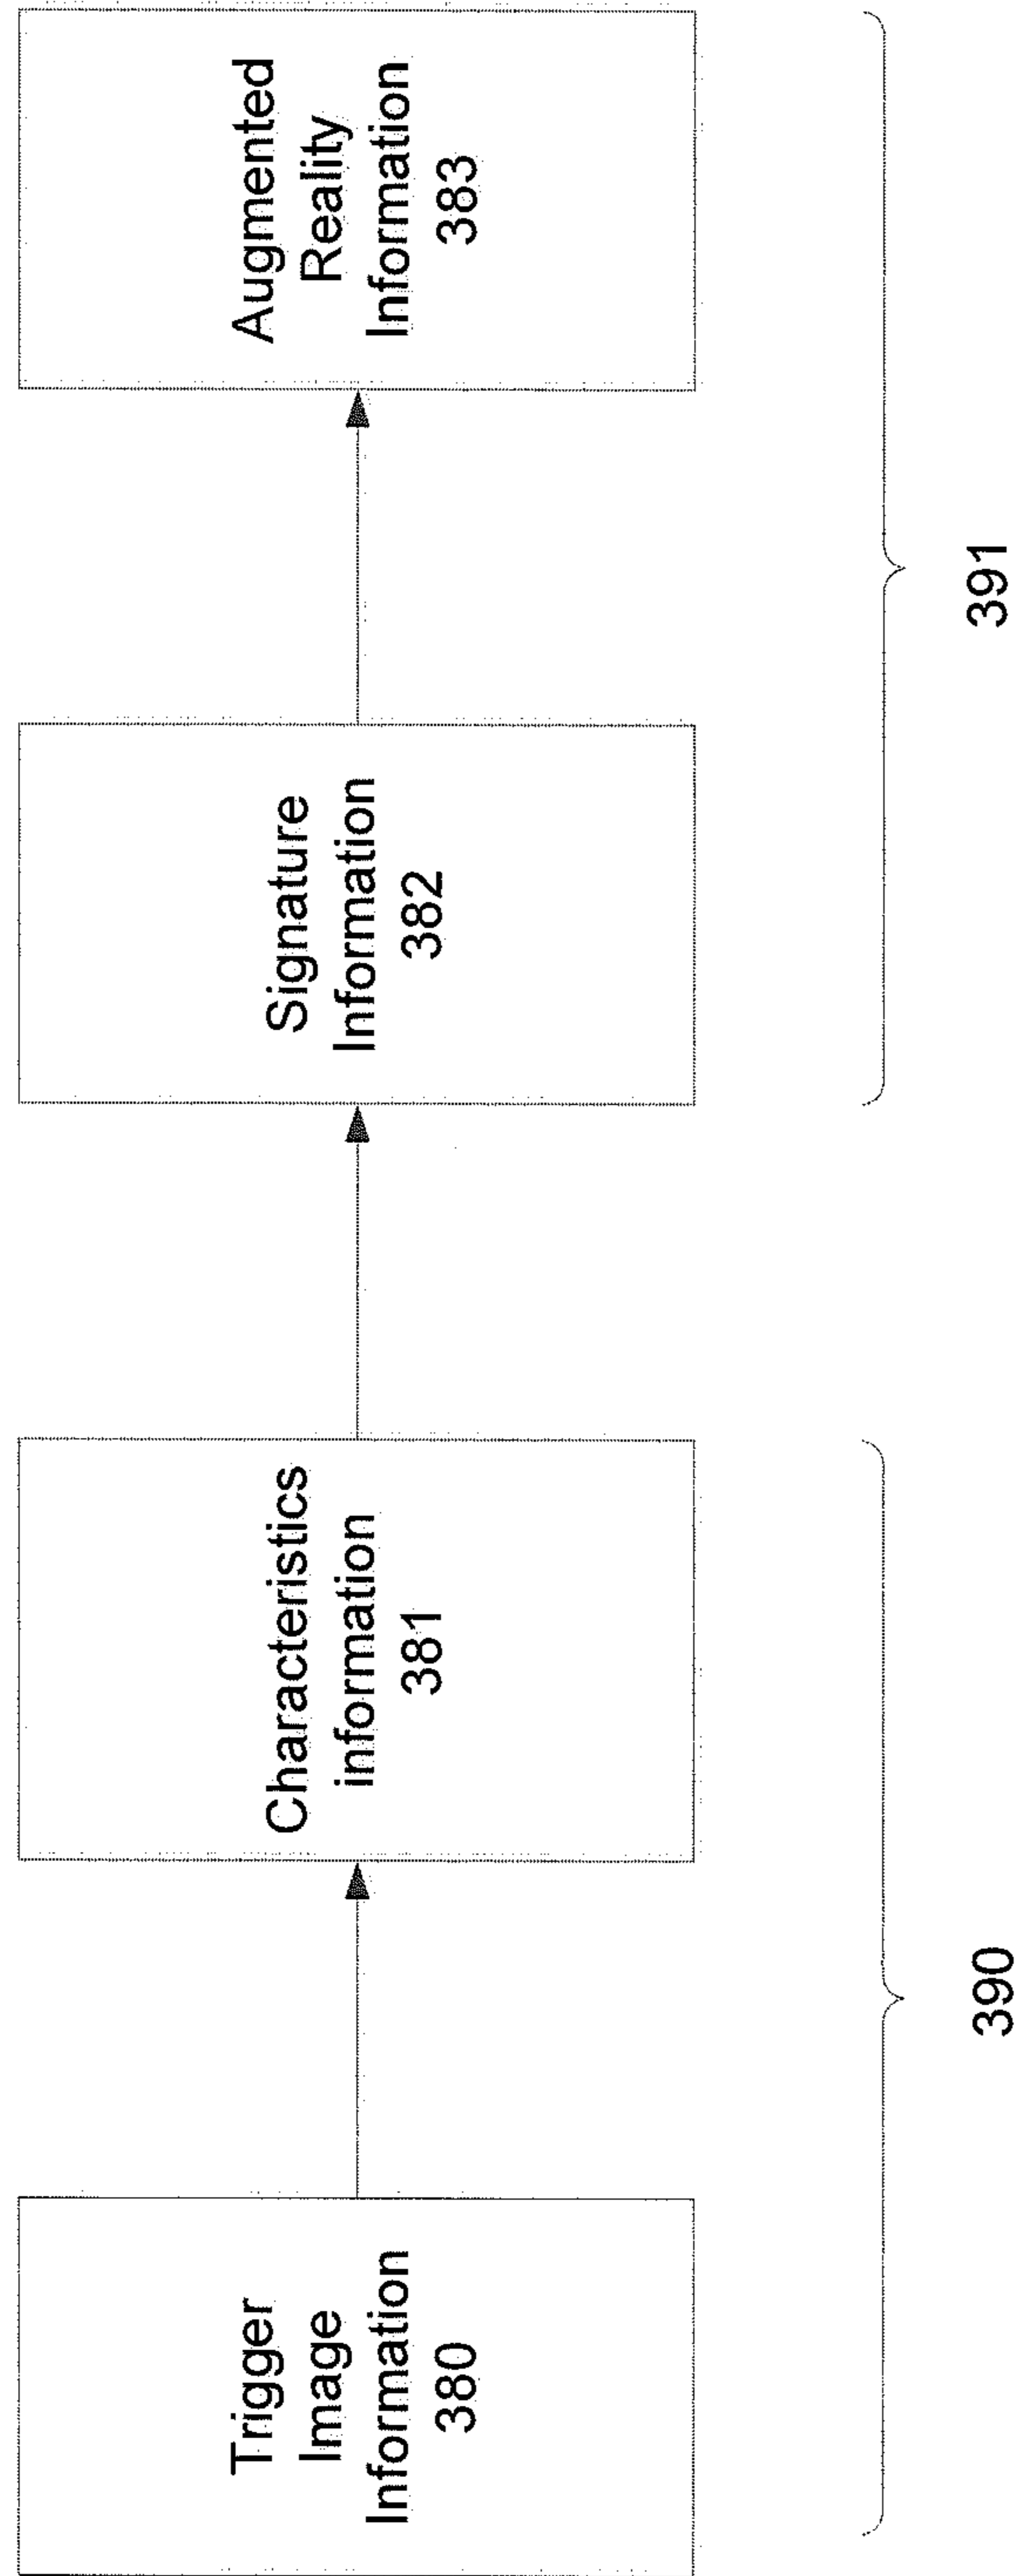 Trigger
Image
Information
380
Characteristics
information
381
Signature
Information
382
Augmented
Reality
Information
383
390
391